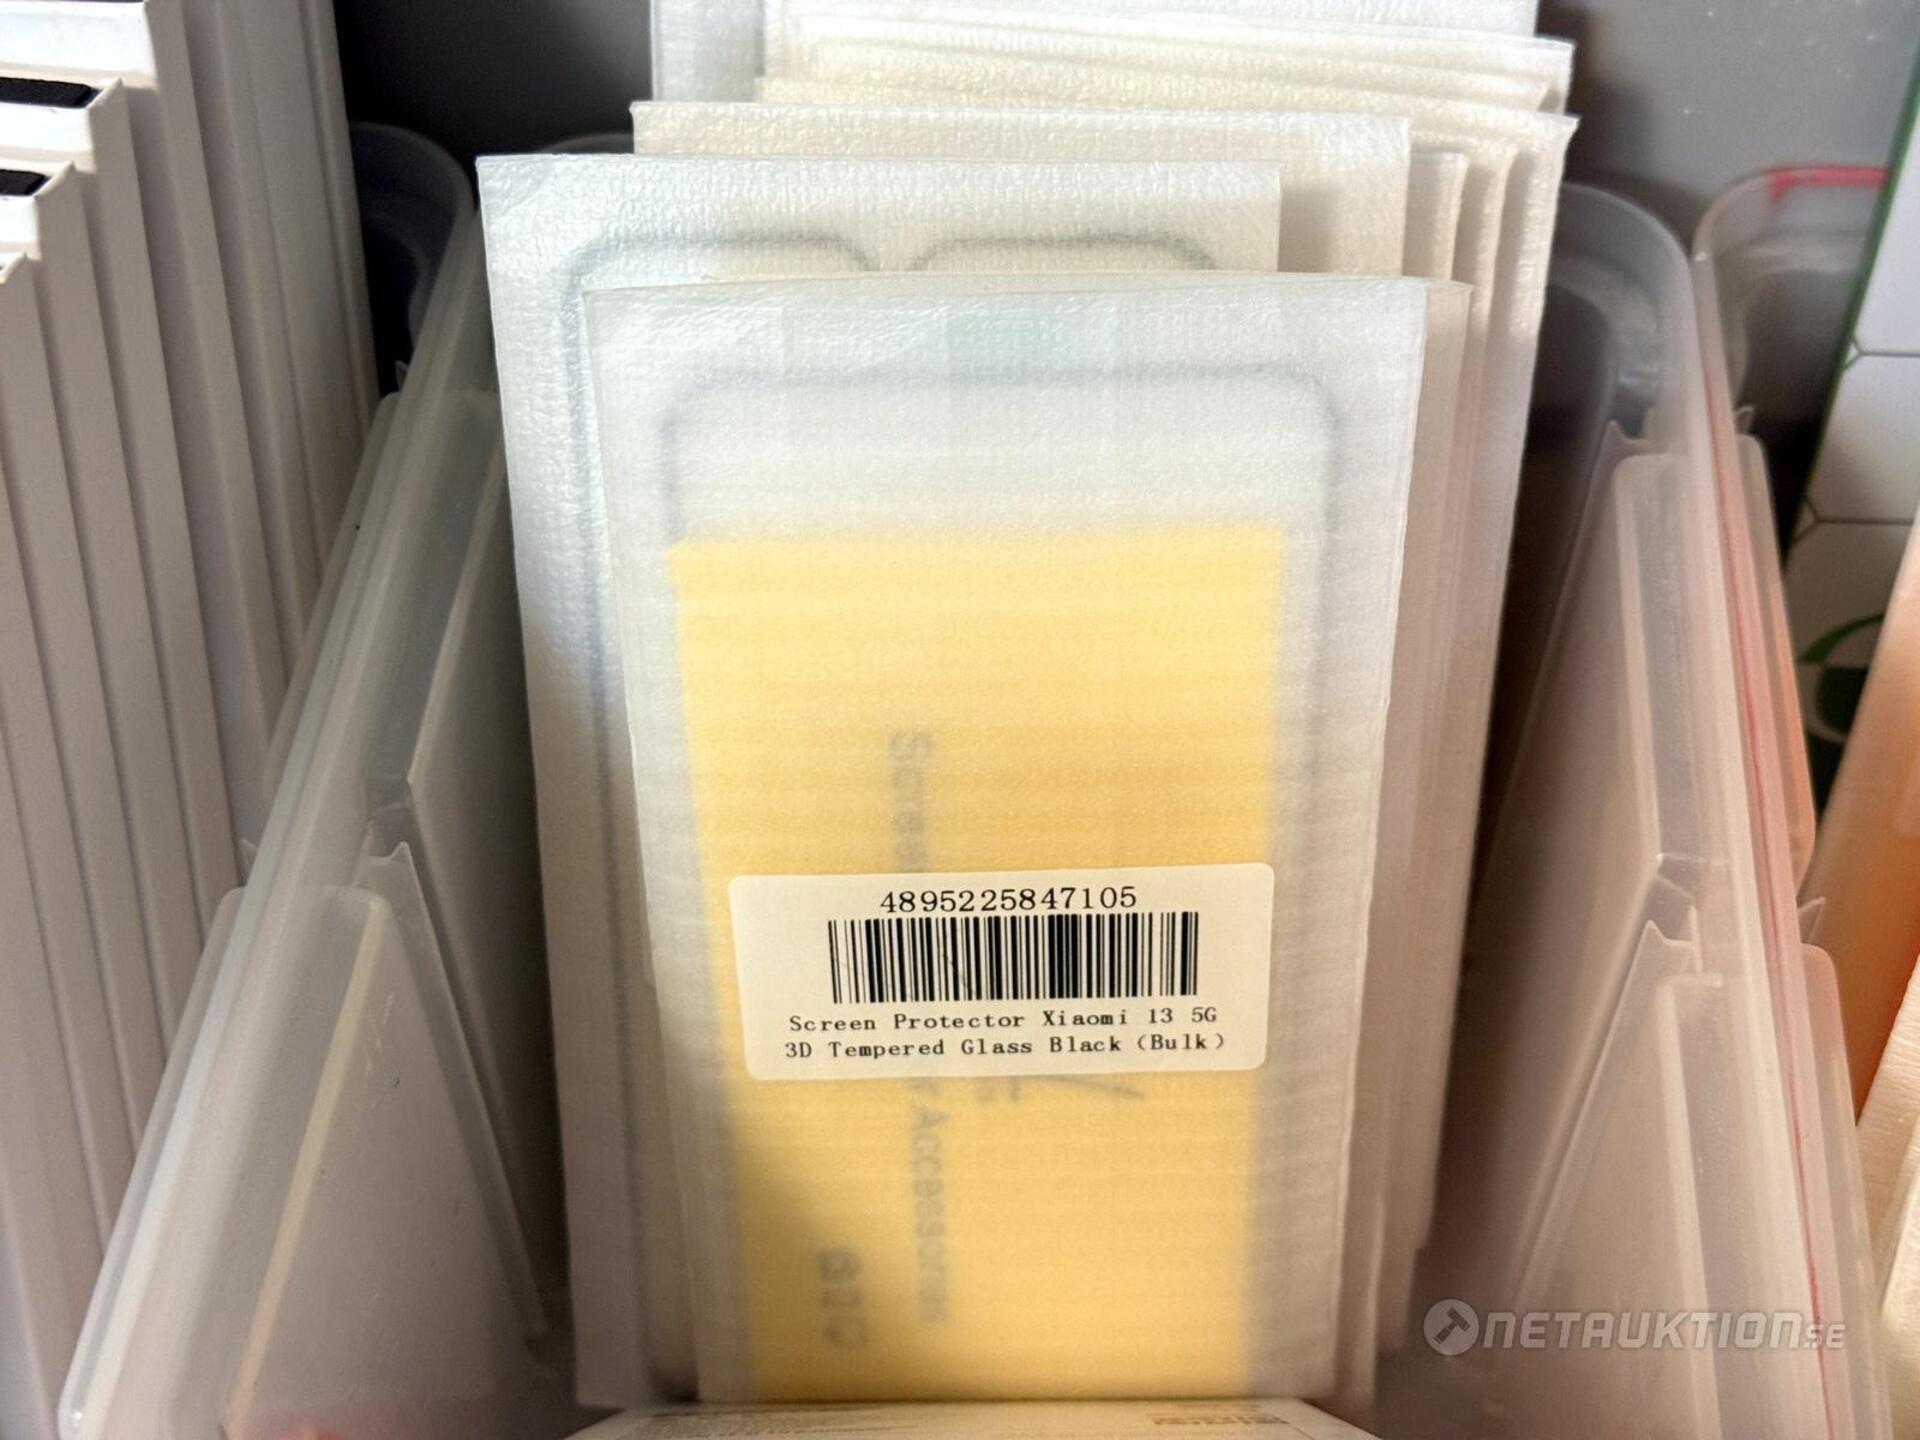 4895225847105
Screen Protector Xiaomi 13 5G
3D Tempered Glass Black (Bulk)
NETAUKTION.SE